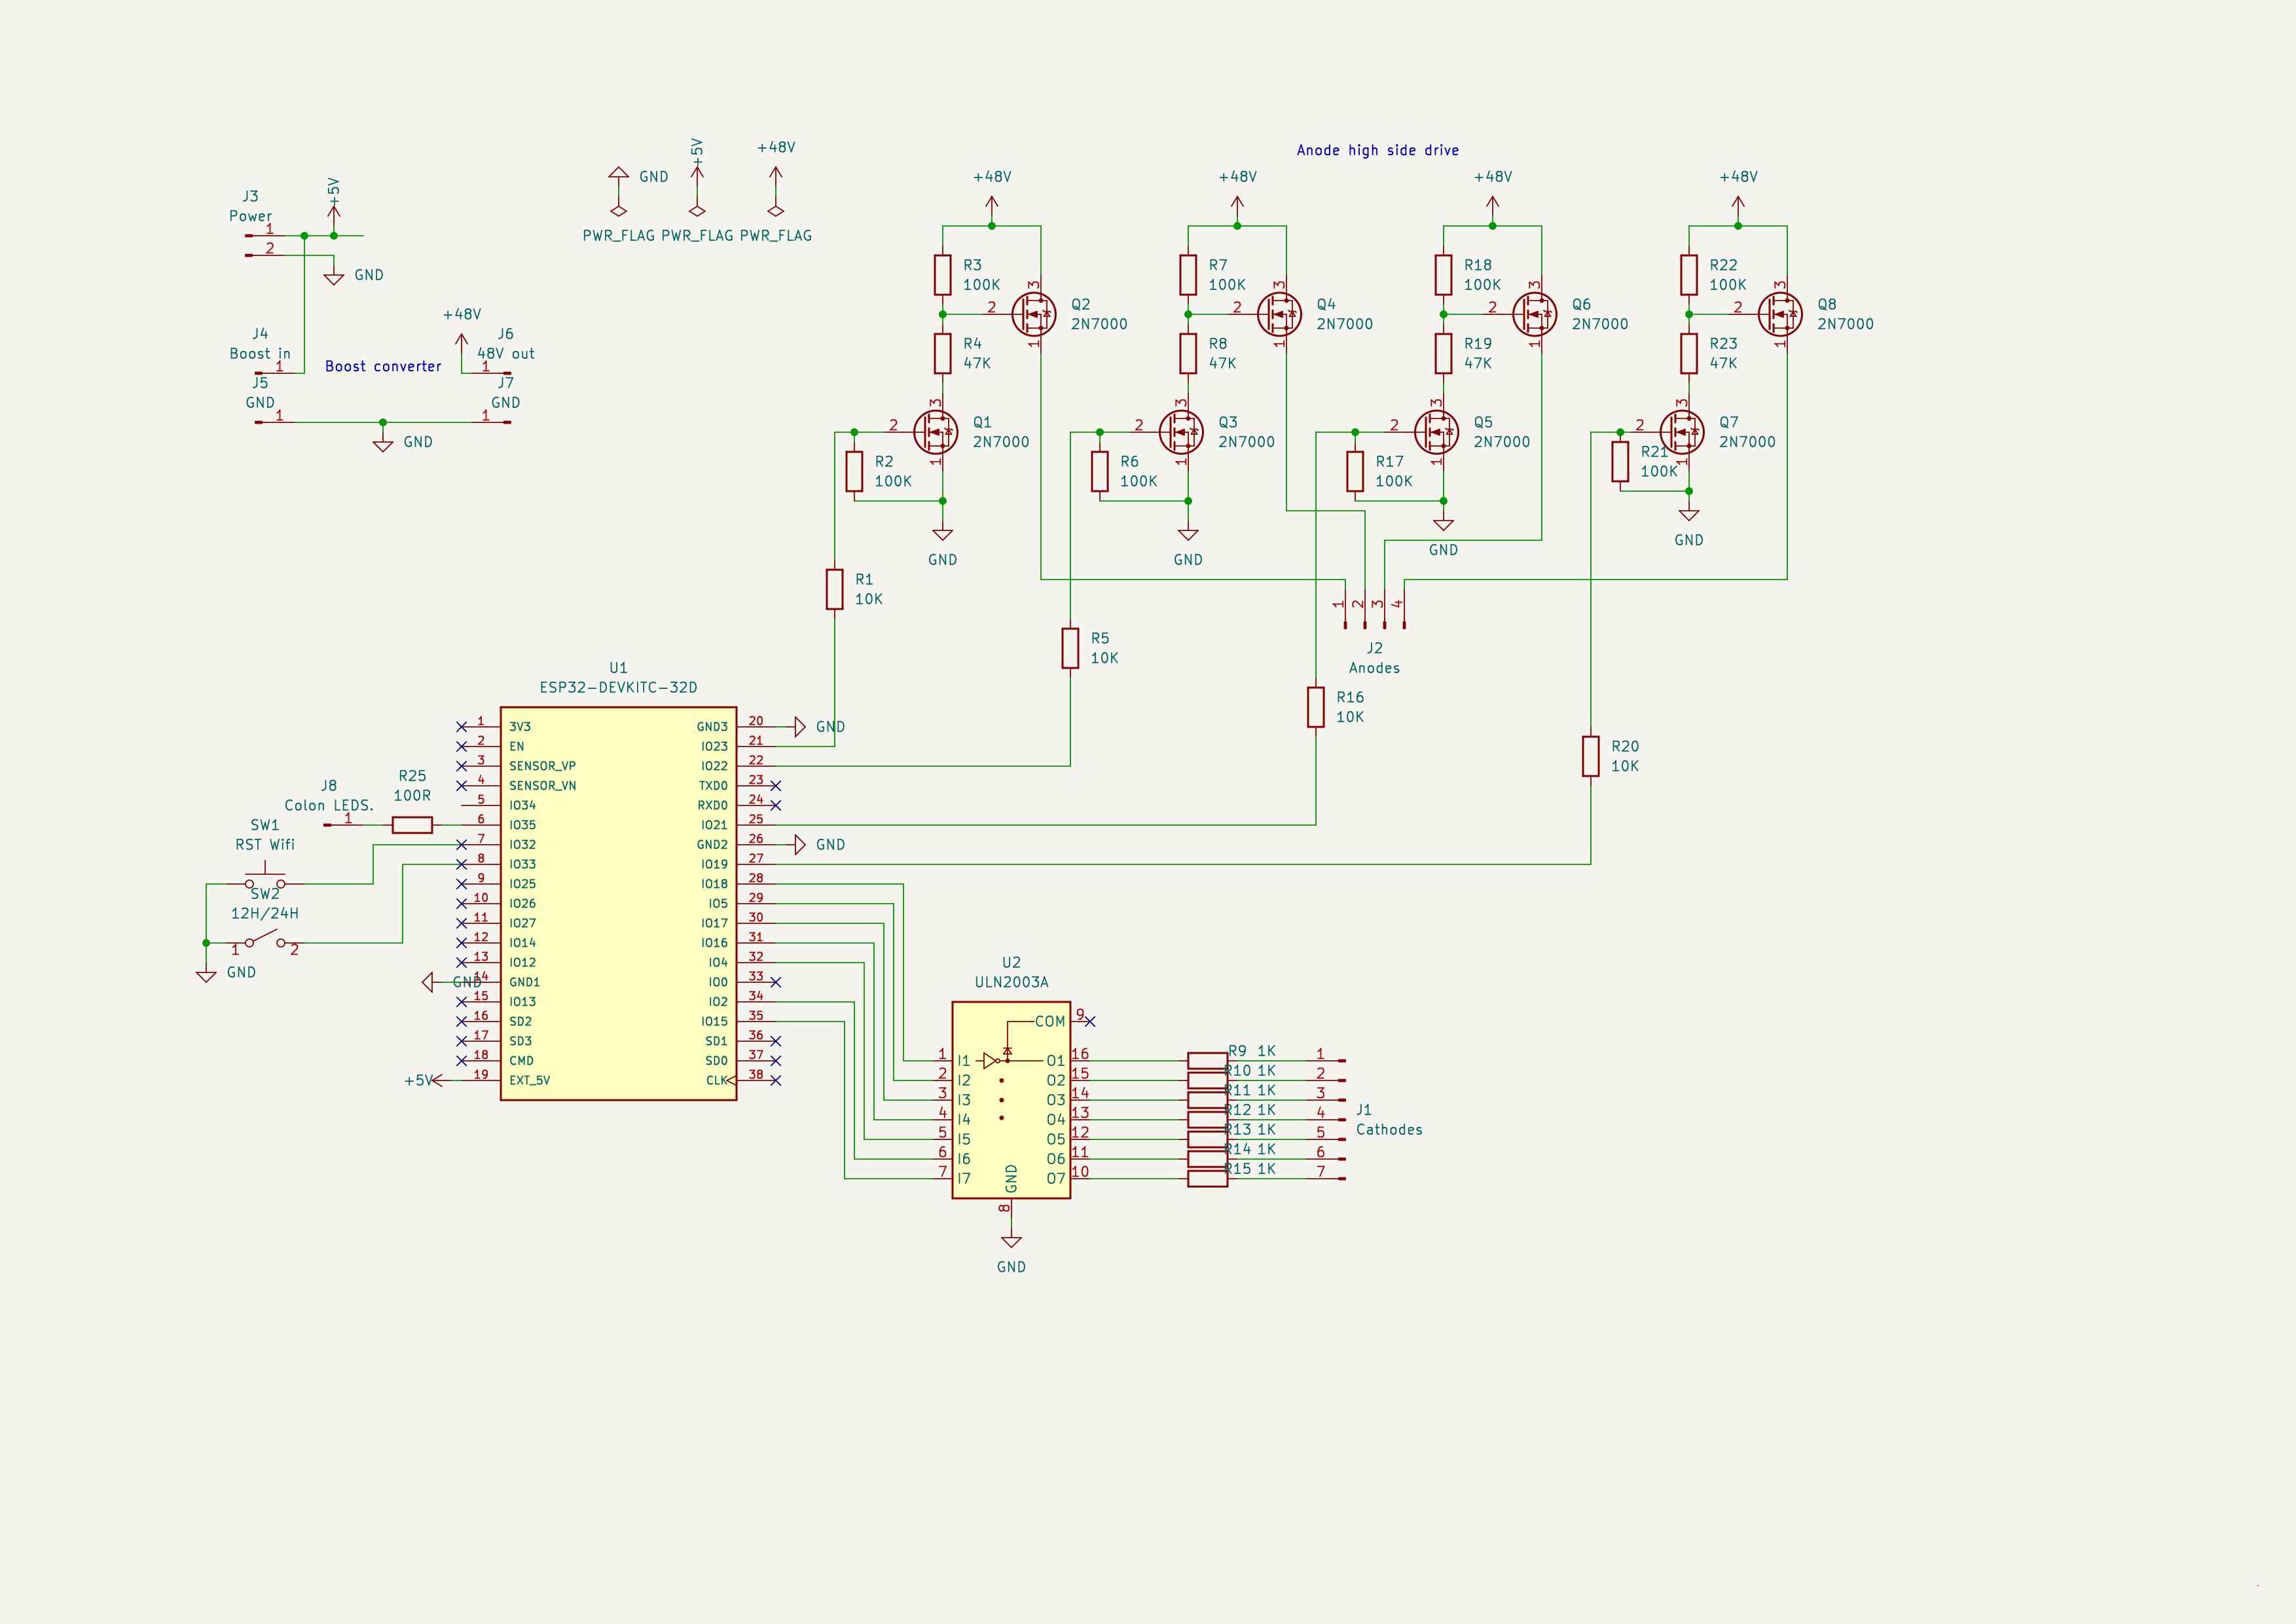 Anode high side drive
J3
Power
1
2
+5V
GND
GND
PWR_FLAG
+5V
PWR_FLAG
+48V
PWR_FLAG
J4
Boost in
1
J5
GND
1
Boost converter
GND
+48V
J6
48V out
1
J7
GND
1
+48V
R3
100K
R4
47K
2
3
1
Q2
2N7000
2
3
1
Q1
2N7000
R2
100K
GND
R1
10K
+48V
R7
100K
R8
47K
2
3
1
Q4
2N7000
2
3
1
Q3
2N7000
R6
100K
GND
R5
10K
+48V
R18
100K
R19
47K
2
3
1
Q6
2N7000
2
3
1
Q5
2N7000
R17
100K
GND
R16
10K
+48V
R22
100K
R23
47K
2
3
1
Q8
2N7000
2
3
1
Q7
2N7000
R21
100K
GND
R20
10K
1
2
3
4
J2
Anodes
U1
ESP32-DEVKITC-32D
1 3V3
2 EN
3 SENSOR_VP
4 SENSOR_VN
5 IO34
6 IO35
7 IO32
8 IO33
9 IO25
10 IO26
11 IO27
12 IO14
13 IO12
14 GND1
15 IO13
16 SD2
17 SD3
18 CMD
19 EXT_5V
GND3 20
IO23 21
IO22 22
TXD0 23
RXD0 24
IO21 25
GND2 26
IO19 27
IO18 28
IO5 29
IO17 30
IO16 31
IO4 32
IO0 33
IO2 34
IO15 35
SD1 36
SD0 37
CLK 38
GND
GND
GND
+5V
J8
Colon LEDS.
1
R25
100R
SW1
RST Wifi
SW2
12H/24H
1
2
GND
U2
ULN2003A
COM 9
1 I1
2 I2
3 I3
4 I4
5 I5
6 I6
7 I7
O1 16
O2 15
O3 14
O4 13
O5 12
O6 11
O7 10
GND
8
GND
R9 1K
R10 1K
R11 1K
R12 1K
R13 1K
R14 1K
R15 1K
1
2
3
4
5
6
7
J1
Cathodes